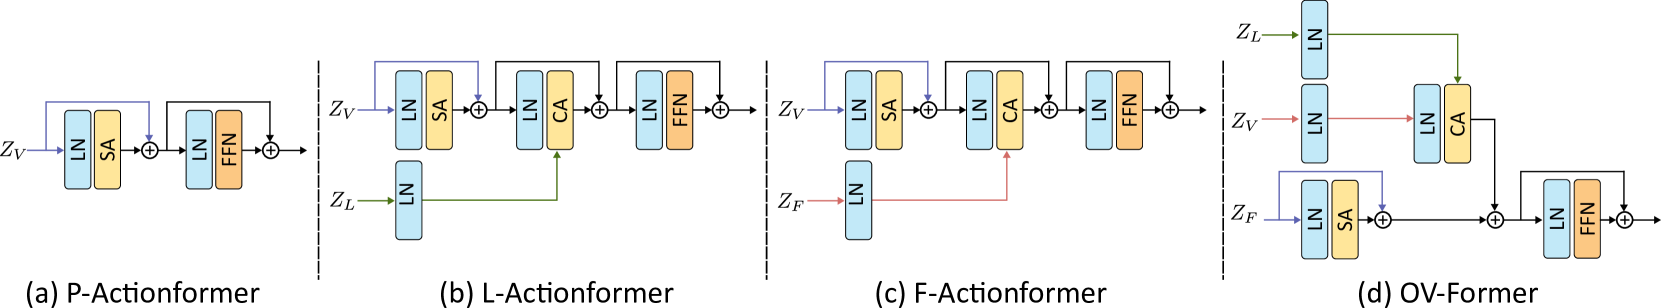 Z_V LN SA LN FFN
(a) P-Actionformer
Z_V LN SA LN CA LN FFN
Z_L LN
(b) L-Actionformer
Z_V LN SA LN CA LN FFN
Z_F LN
(c) F-Actionformer
Z_L LN
Z_V LN LN CA
Z_F LN SA LN FFN
(d) OV-Former